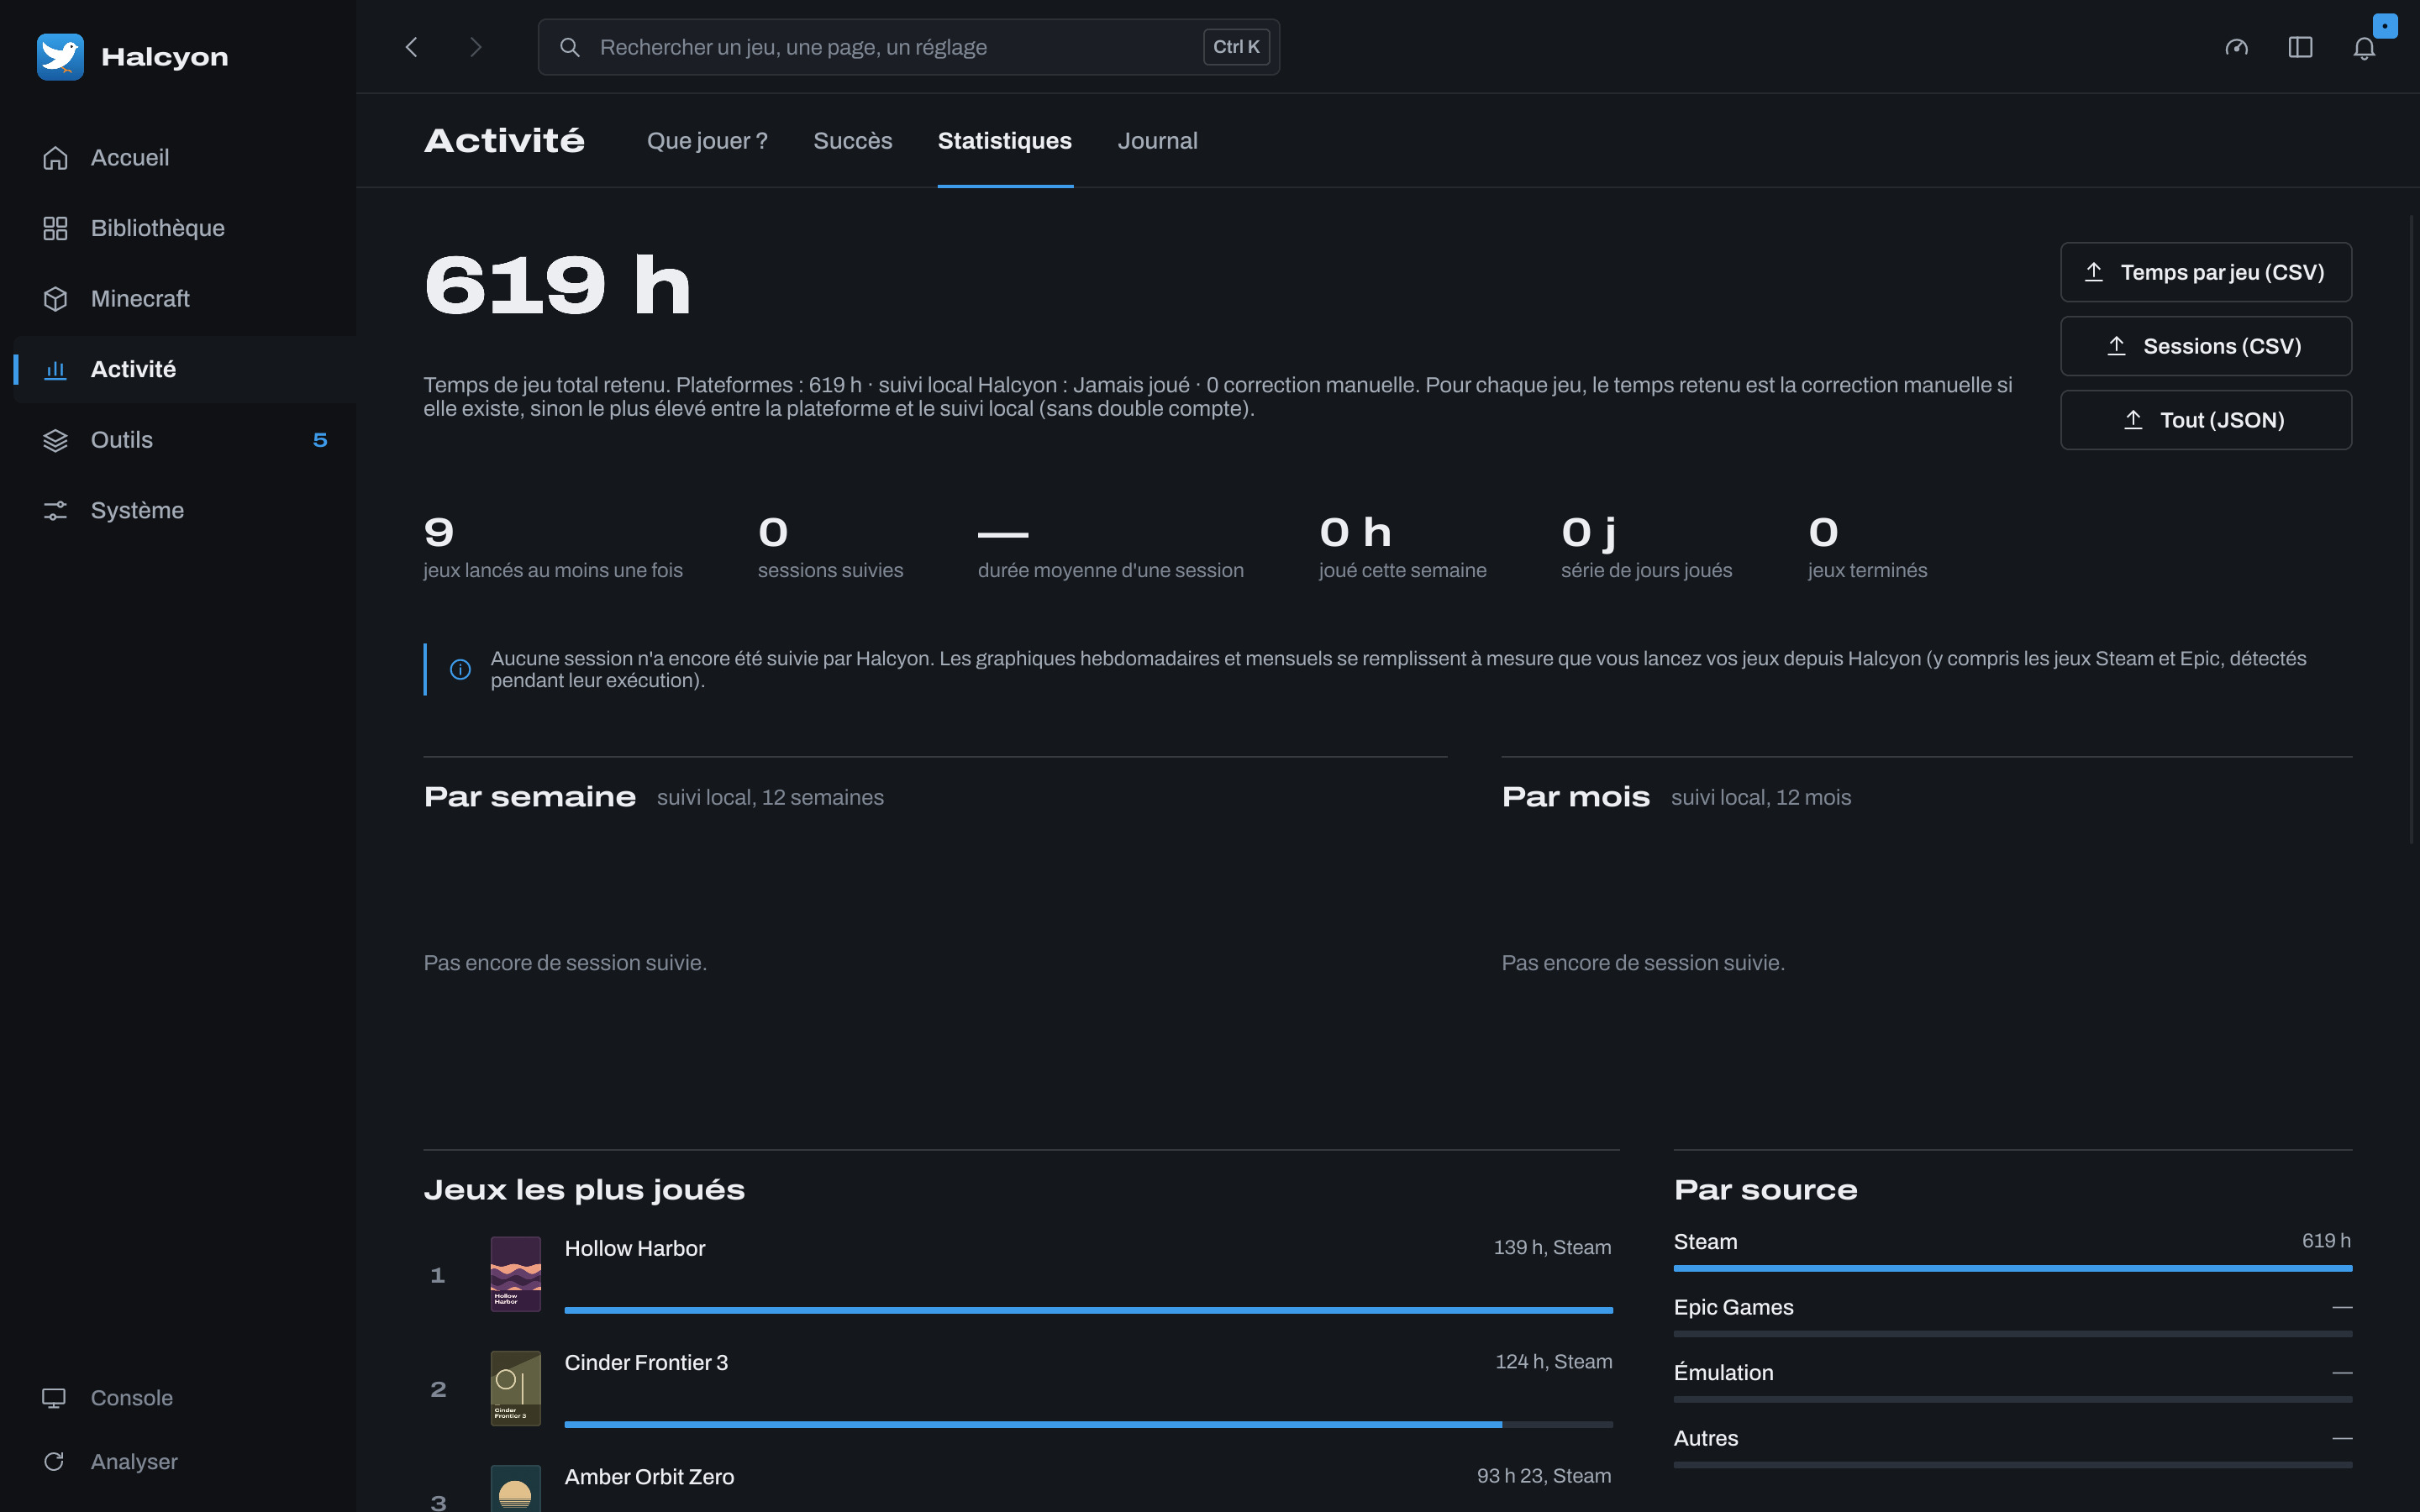 Halcyon
Rechercher un jeu, une page, un réglage
Ctrl K
Accueil
Bibliothèque
Minecraft
Activité
Outils
5
Système
Console
Analyser
Activité
Que jouer ?
Succès
Statistiques
Journal
619 h
Temps de jeu total retenu. Plateformes : 619 h · suivi local Halcyon : Jamais joué · 0 correction manuelle. Pour chaque jeu, le temps retenu est la correction manuelle si
elle existe, sinon le plus élevé entre la plateforme et le suivi local (sans double compte).
Temps par jeu (CSV)
Sessions (CSV)
Tout (JSON)
9
jeux lancés au moins une fois
0
sessions suivies
—
durée moyenne d'une session
0 h
joué cette semaine
0 j
série de jours joués
0
jeux terminés
Aucune session n'a encore été suivie par Halcyon. Les graphiques hebdomadaires et mensuels se remplissent à mesure que vous lancez vos jeux depuis Halcyon (y compris les jeux Steam et Epic, détectés
pendant leur exécution).
Par semaine suivi local, 12 semaines
Pas encore de session suivie.
Par mois suivi local, 12 mois
Pas encore de session suivie.
Jeux les plus joués
1
Hollow
Harbor
Hollow Harbor
139 h, Steam
2
Cinder
Frontier 3
Cinder Frontier 3
124 h, Steam
3
Amber Orbit Zero
93 h 23, Steam
Par source
Steam
619 h
Epic Games
—
Émulation
—
Autres
—